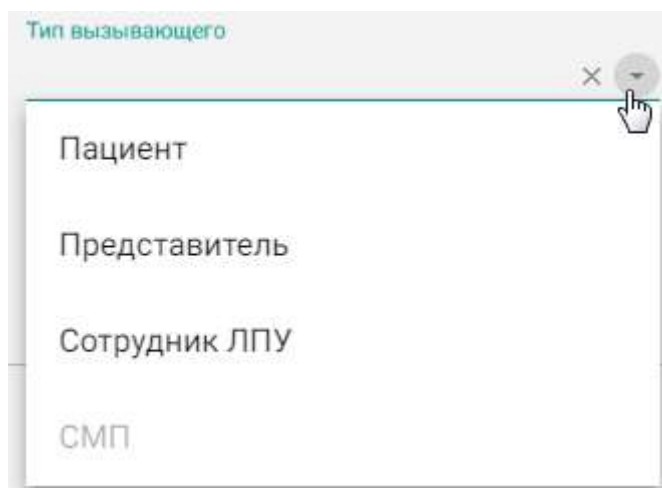 Тип вызывающего
Пациент
Представитель
Сотрудник ЛПУ
СМП